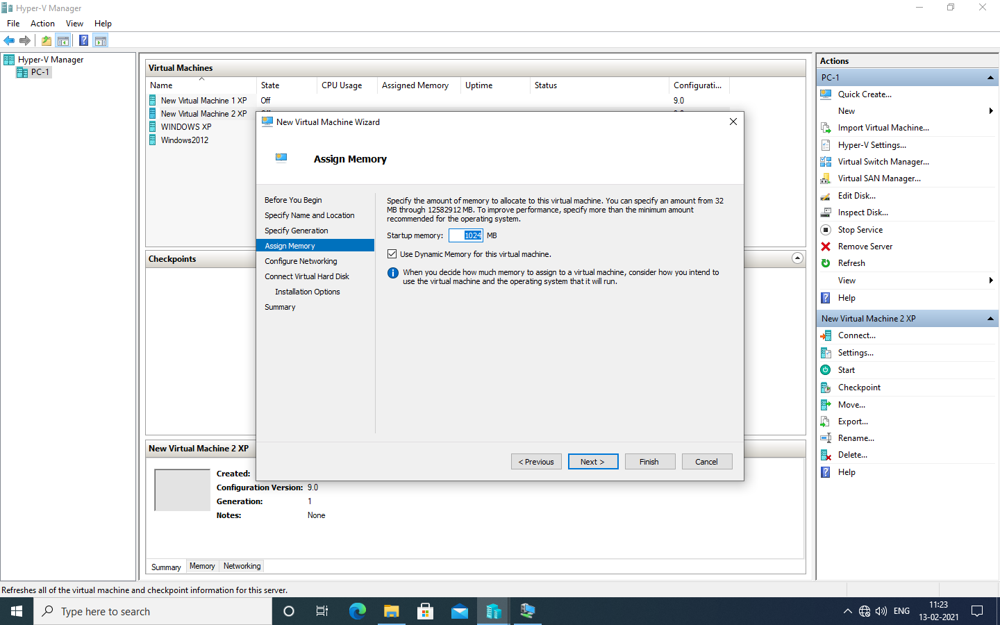 Hyper-V Manager
File Action View Help
Hyper-V Manager
PC-1
Virtual Machines
Name State CPU Usage Assigned Memory Uptime Status Configurati...
New Virtual Machine 1 XP Off 9.0
New Virtual Machine 2 XP
WINDOWS XP
Windows2012
New Virtual Machine Wizard
Assign Memory
Before You Begin
Specify Name and Location
Specify Generation
Assign Memory
Configure Networking
Connect Virtual Hard Disk
Installation Options
Summary
Specify the amount of memory to allocate to this virtual machine. You can specify an amount from 32
MB through 12582912 MB. To improve performance, specify more than the minimum amount
recommended for the operating system.
Startup memory: 1024 MB
Use Dynamic Memory for this virtual machine.
When you decide how much memory to assign to a virtual machine, consider how you intend to
use the virtual machine and the operating system that it will run.
< Previous Next > Finish Cancel
Checkpoints
New Virtual Machine 2 XP
Created:
Configuration Version: 9.0
Generation: 1
Notes: None
Summary Memory Networking
Actions
PC-1
Quick Create...
New
Import Virtual Machine...
Hyper-V Settings...
Virtual Switch Manager...
Virtual SAN Manager...
Edit Disk...
Inspect Disk...
Stop Service
Remove Server
Refresh
View
Help
New Virtual Machine 2 XP
Connect...
Settings...
Start
Checkpoint
Move...
Export...
Rename...
Delete...
Help
Refreshes all of the virtual machine and checkpoint information for this server.
Type here to search
ENG
11:23
13-02-2021